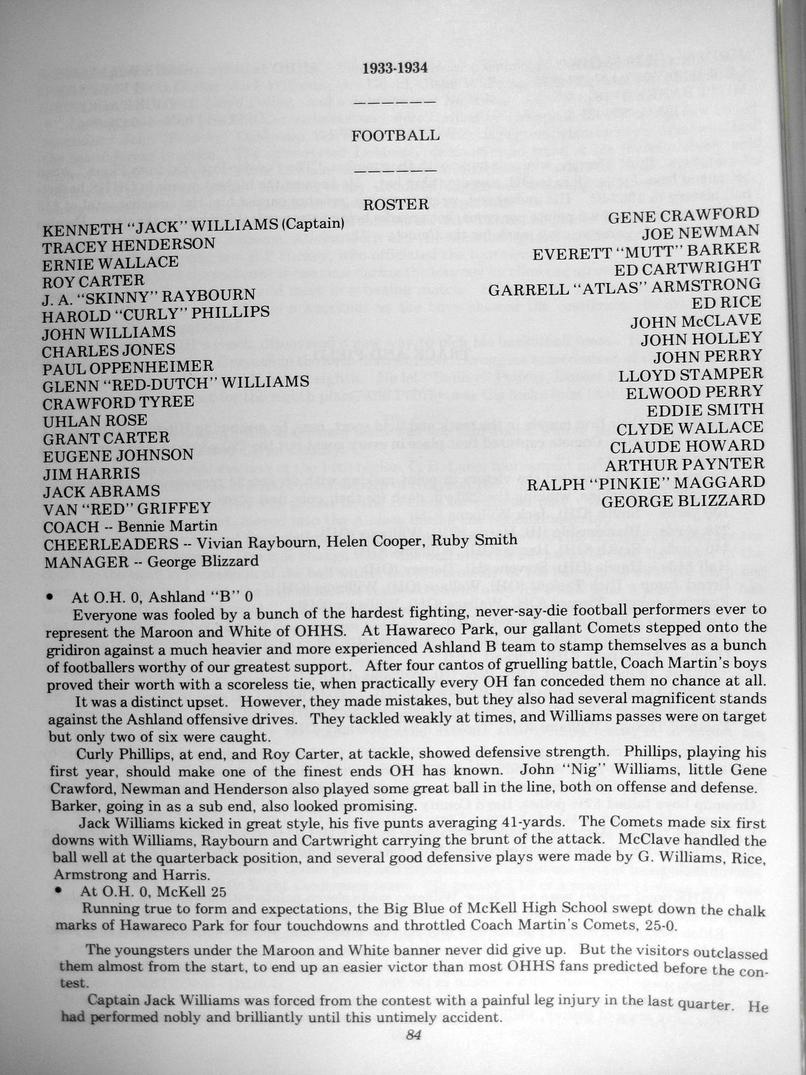 1933-1934
------
FOOTBALL
------
ROSTER
KENNETH "JACK" WILLIAMS (Captain)
TRACEY HENDERSON
ERNIE WALLACE
ROY CARTER
J. A. "SKINNY" RAYBOURN
HAROLD "CURLY" PHILLIPS
JOHN WILLIAMS
CHARLES JONES
PAUL OPPENHEIMER
GLENN "RED-DUTCH" WILLIAMS
CRAWFORD TYREE
UHLAN ROSE
GRANT CARTER
EUGENE JOHNSON
JIM HARRIS
JACK ABRAMS
VAN "RED" GRIFFEY
GENE CRAWFORD
JOE NEWMAN
EVERETT "MUTT" BARKER
ED CARTWRIGHT
GARRELL "ATLAS" ARMSTRONG
ED RICE
JOHN McCLAVE
JOHN HOLLEY
JOHN PERRY
LLOYD STAMPER
ELWOOD PERRY
EDDIE SMITH
CLYDE WALLACE
CLAUDE HOWARD
ARTHUR PAYNTER
RALPH "PINKIE" MAGGARD
GEORGE BLIZZARD
COACH -- Bennie Martin
CHEERLEADERS -- Vivian Raybourn, Helen Cooper, Ruby Smith
MANAGER -- George Blizzard
• At O.H. 0, Ashland "B" 0
Everyone was fooled by a bunch of the hardest fighting, never-say-die football performers ever to
represent the Maroon and White of OHHS. At Hawareco Park, our gallant Comets stepped onto the
gridiron against a much heavier and more experienced Ashland B team to stamp themselves as a bunch
of footballers worthy of our greatest support. After four cantos of gruelling battle, Coach Martin's boys
proved their worth with a scoreless tie, when practically every OH fan conceded them no chance at all.
It was a distinct upset. However, they made mistakes, but they also had several magnificent stands
against the Ashland offensive drives. They tackled weakly at times, and Williams passes were on target
but only two of six were caught.
Curly Phillips, at end, and Roy Carter, at tackle, showed defensive strength. Phillips, playing his
first year, should make one of the finest ends OH has known. John "Nig" Williams, little Gene
Crawford, Newman and Henderson also played some great ball in the line, both on offense and defense.
Barker, going in as a sub end, also looked promising.
Jack Williams kicked in great style, his five punts averaging 41-yards. The Comets made six first
downs with Williams, Raybourn and Cartwright carrying the brunt of the attack. McClave handled the
ball well at the quarterback position, and several good defensive plays were made by G. Williams, Rice,
Armstrong and Harris.
• At O.H. 0, McKell 25
Running true to form and expectations, the Big Blue of McKell High School swept down the chalk
marks of Hawareco Park for four touchdowns and throttled Coach Martin's Comets, 25-0.
The youngsters under the Maroon and White banner never did give up. But the visitors outclassed
them almost from the start, to end up an easier victor than most OHHS fans predicted before the con-
test.
Captain Jack Williams was forced from the contest with a painful leg injury in the last quarter. He
had performed nobly and brilliantly until this untimely accident.
84